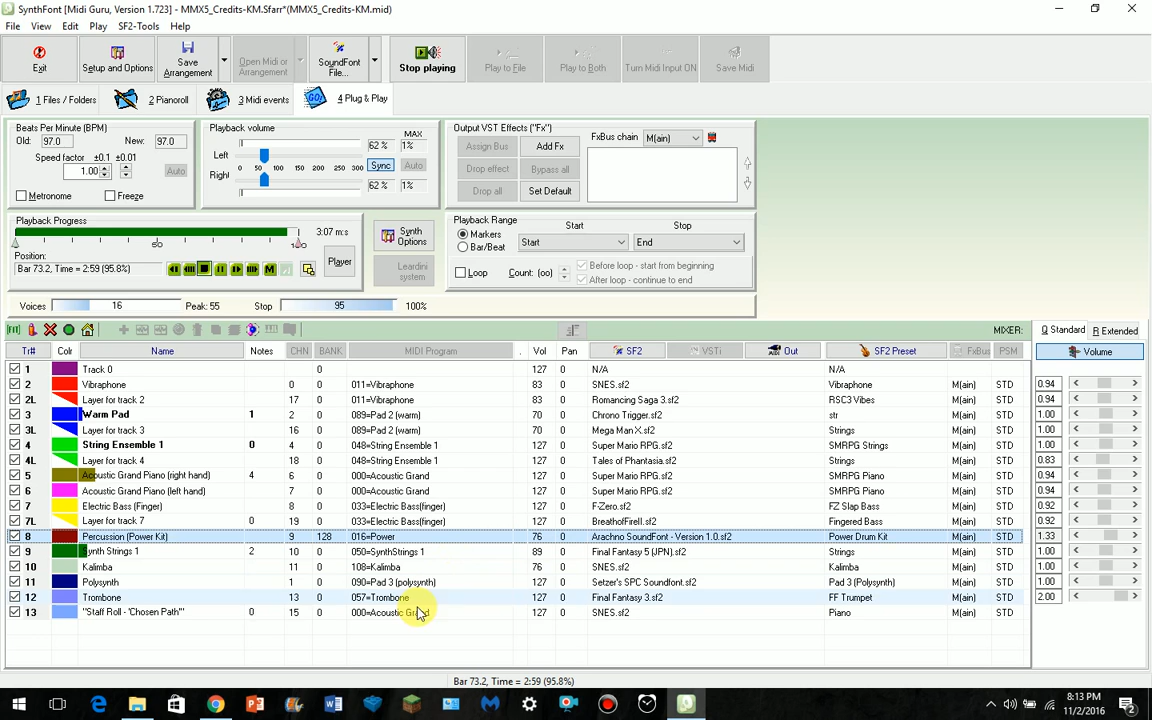 SynthFont [Midi Guru, Version 1.723] - MMX5_Credits-KM.Sfarr*(MMX5_Credits-KM.mid)
File View Edit Play SF2-Tools Help
Exit Setup and Options Save Arrangement Open Midi or Arrangement SoundFont File... Stop playing Play to File Play to Both Turn Midi Input ON Save Midi
1 Files / Folders 2 Pianoroll 3 Midi events 4 Plug & Play
Beats Per Minute (BPM) Playback volume MAX Output VST Effects ("Fx")
Old: 97.0 New: 97.0 Left 62 % 1% Assign Bus Add Fx FxBus chain M(ain)
Speed factor ±0.1 ±0.01 0 50 100 150 200 250 300 Sync Auto Drop effect Bypass all
1.00 Auto Right 62 % 1% Drop all Set Default
Metronome Freeze
Playback Progress Playback Range
3:07 m:s Synth Options Markers Start Stop
50 100 Bar/Beat Start End
Position: Player
Bar 73.2, Time = 2:59 (95.8%) M Leardini system Loop Count: (oo) Before loop - start from beginning
After loop - continue to end
Voices 16 Peak: 55 Stop 95 100%
MIXER: Q Standard R Extended
Tr# Col Name Notes CHN BANK MIDI Program . Vol Pan SF2 VSTi Out SF2 Preset FxBus PSM Volume
1 Track 0 0 127 0 N/A N/A
2 Vibraphone 0 0 011=Vibraphone 83 0 SNES.sf2 Vibraphone M(ain) STD 0.94
2L Layer for track 2 17 0 011=Vibraphone 83 0 Romancing Saga 3.sf2 RSC3 Vibes M(ain) STD 0.94
3 Warm Pad 1 2 0 089=Pad 2 (warm) 70 0 Chrono Trigger.sf2 str M(ain) STD 1.00
3L Layer for track 3 16 0 089=Pad 2 (warm) 70 0 Mega Man X.sf2 Strings M(ain) STD 1.00
4 String Ensemble 1 0 4 0 048=String Ensemble 1 127 0 Super Mario RPG.sf2 SMRPG Strings M(ain) STD 1.00
4L Layer for track 4 18 0 048=String Ensemble 1 127 0 Tales of Phantasia.sf2 Strings M(ain) STD 0.83
5 Acoustic Grand Piano (right hand) 4 6 0 000=Acoustic Grand 127 0 Super Mario RPG.sf2 SMRPG Piano M(ain) STD 0.94
6 Acoustic Grand Piano (left hand) 7 0 000=Acoustic Grand 127 0 Super Mario RPG.sf2 SMRPG Piano M(ain) STD 0.94
7 Electric Bass (Finger) 8 0 033=Electric Bass(finger) 127 0 F-Zero.sf2 FZ Slap Bass M(ain) STD 0.92
7L Layer for track 7 0 19 0 033=Electric Bass(finger) 127 0 BreathofFireII.sf2 Fingered Bass M(ain) STD 0.92
8 Percussion (Power Kit) 9 128 016=Power 76 0 Arachno SoundFont - Version 1.0.sf2 Power Drum Kit M(ain) STD 1.33
9 Synth Strings 1 2 10 0 050=SynthStrings 1 89 0 Final Fantasy 5 (JPN).sf2 Strings M(ain) STD 1.00
10 Kalimba 11 0 108=Kalimba 76 0 SNES.sf2 Kalimba M(ain) STD 1.00
11 Polysynth 1 0 090=Pad 3 (polysynth) 127 0 Setzer's SPC Soundfont.sf2 Pad 3 (Polysynth) M(ain) STD 1.00
12 Trombone 13 0 057=Trombone 127 0 Final Fantasy 3.sf2 FF Trumpet M(ain) STD 2.00
13 "Staff Roll - 'Chosen Path'" 0 15 0 000=Acoustic Grand 127 0 SNES.sf2 Piano M(ain) STD
Bar 73.2, Time = 2:59 (95.8%)
8:13 PM
11/2/2016